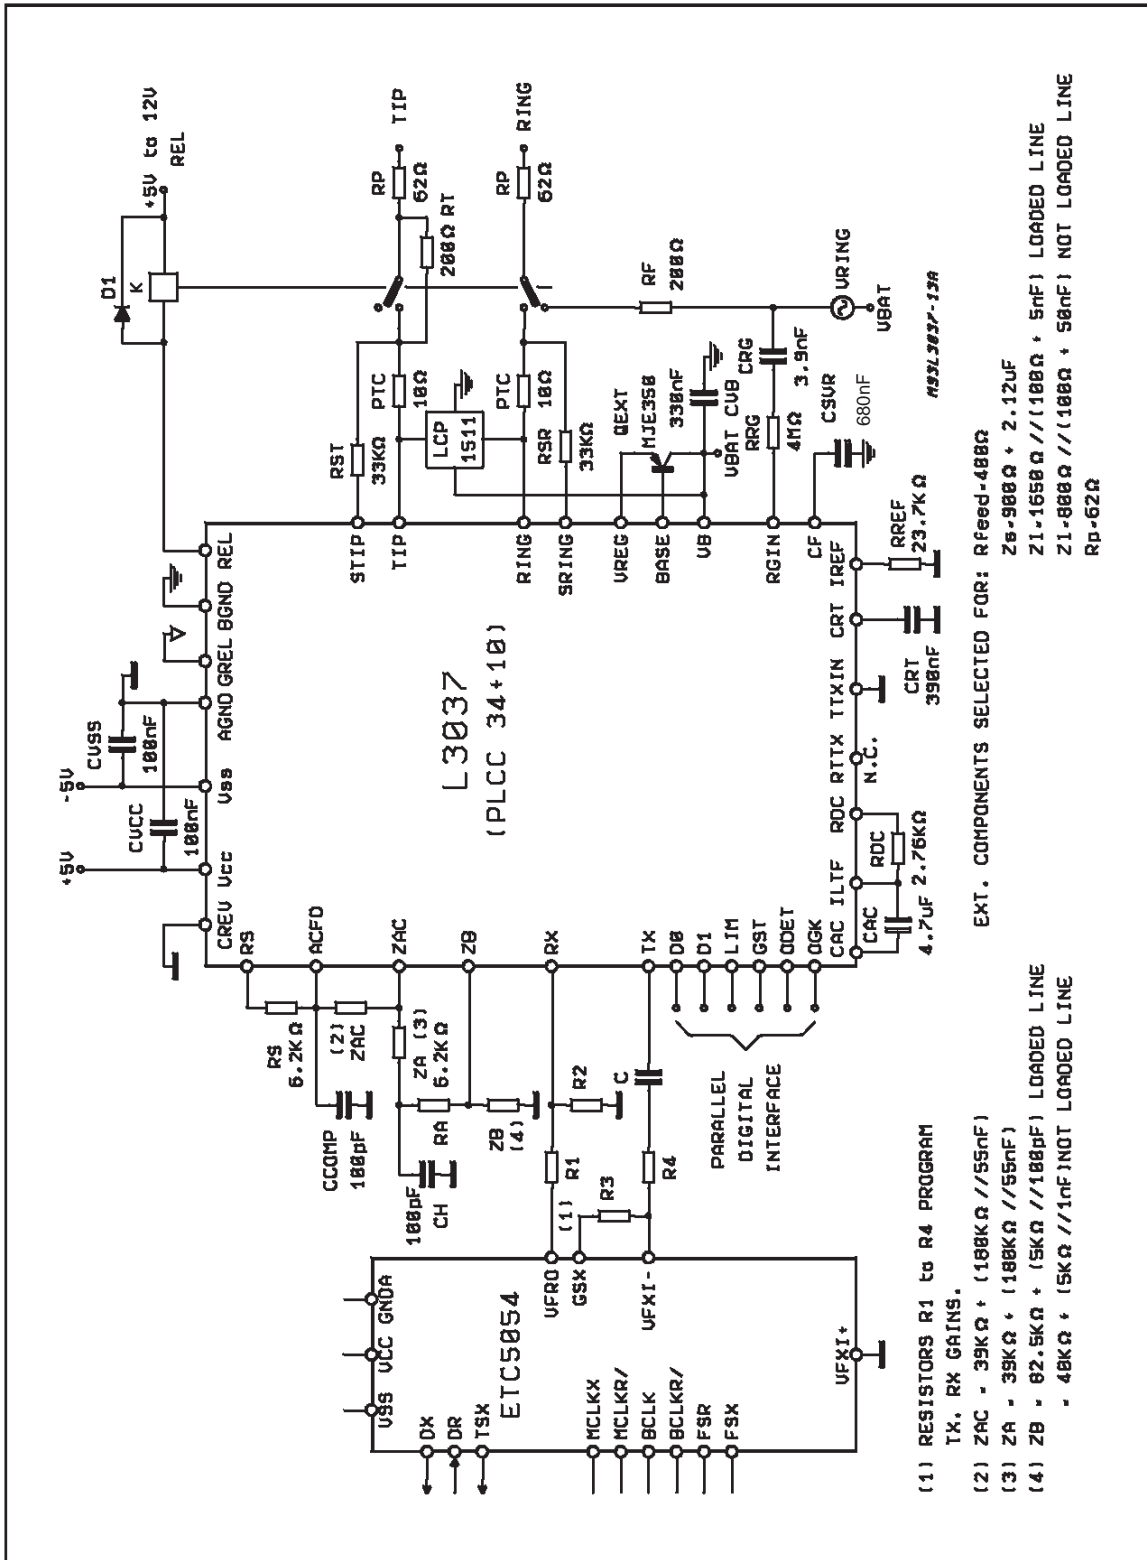 +5V to 12V
REL
D1
K
TIP
RP
62Ω
200Ω RT
RING
RP
62Ω
RF
200Ω
VRING
VBAT
PTC
10Ω
LCP
1511
PTC
10Ω
RST
33KΩ
RSR
33KΩ
QEXT
MJE350
330nF
VBAT CVB
CRG
3.9nF
RRG
4MΩ
CSVR
680nF
M93L3037-13A
STIP
TIP
RING
SRING
VREG
BASE
VB
RGIN
CF
REL
BGND
GREL
AGND
Vss
Vcc
CREV
-5V
+5V
CVSS
100nF
CVCC
100nF
L3037
(PLCC 34+10)
IREF
RREF
23.7KΩ
CRT
CRT
390nF
TTXIN
RTTX
N.C.
RDC
RDC
2.76KΩ
ILTF
CAC
CAC
4.7uF
RS
ACFD
ZAC
ZB
RX
TX
D0
D1
LIM
GST
ODET
OGK
RS
6.2KΩ
(2)
ZAC
ZA (3)
6.2KΩ
CCOMP
100pF
100pF
CH
RA
ZB
(4)
R2
C
R1
(1)
R3
R4
PARALLEL
DIGITAL
INTERFACE
VSS
VCC
GNDA
ETC5054
VFRO
GSX
VFXI-
VFXI+
DX
DR
TSX
MCLKX
MCLKR/
BCLK
BCLKR/
FSR
FSX
EXT. COMPONENTS SELECTED FOR: Rfeed=400Ω
Zs=900Ω + 2.12uF
Zl=1650Ω//(100Ω + 5nF) LOADED LINE
Zl=800Ω//(100Ω + 50nF) NOT LOADED LINE
Rp=62Ω
(1) RESISTORS R1 to R4 PROGRAM
TX, RX GAINS.
(2) ZAC = 39KΩ + (180KΩ//55nF)
(3) ZA = 39KΩ + (180KΩ//55nF)
(4) ZB = 82.5KΩ + (5KΩ//100pF) LOADED LINE
= 40KΩ + (5KΩ//1nF)NOT LOADED LINE